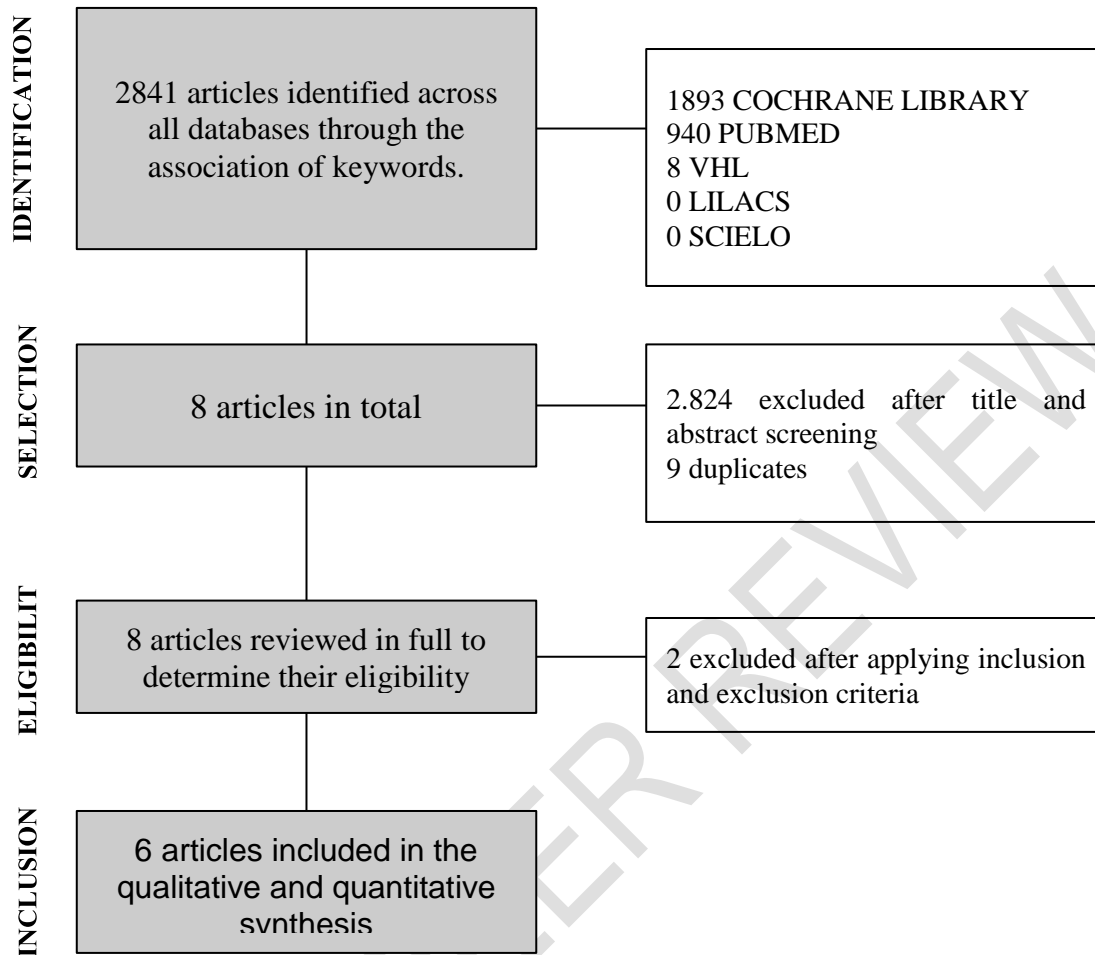 IDENTIFICATION
2841 articles identified across
all databases through the
association of keywords.
1893 COCHRANE LIBRARY
940 PUBMED
8 VHL
0 LILACS
0 SCIELO
SELECTION
8 articles in total
2.824 excluded after title and
abstract screening
9 duplicates
ELIGIBILIT
8 articles reviewed in full to
determine their eligibility
2 excluded after applying inclusion
and exclusion criteria
INCLUSION
6 articles included in the
qualitative and quantitative
synthesis
ER REVIEW